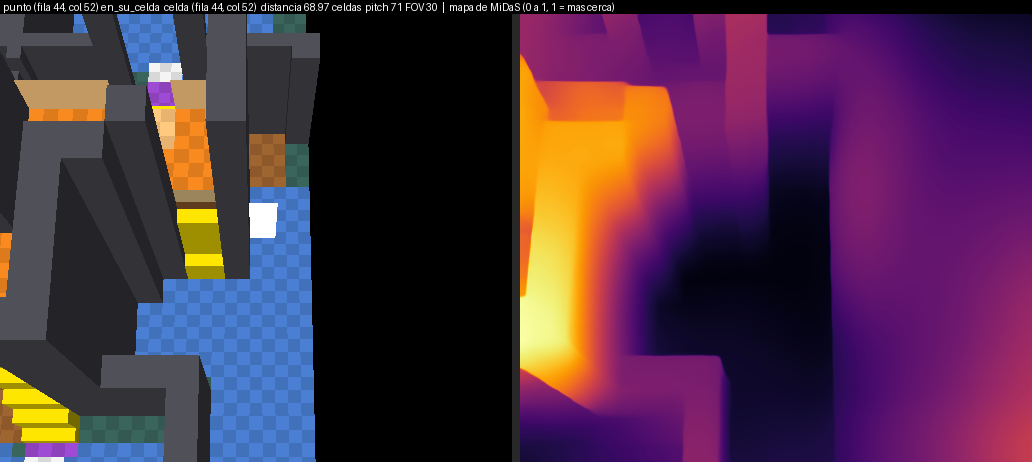 punto (fila 44, col 52) en_su_celda  celda (fila 44, col 52)  distancia 68.97 celdas  pitch 71 FOV 30  |  mapa de MiDaS (0 a 1, 1 = mas cerca)